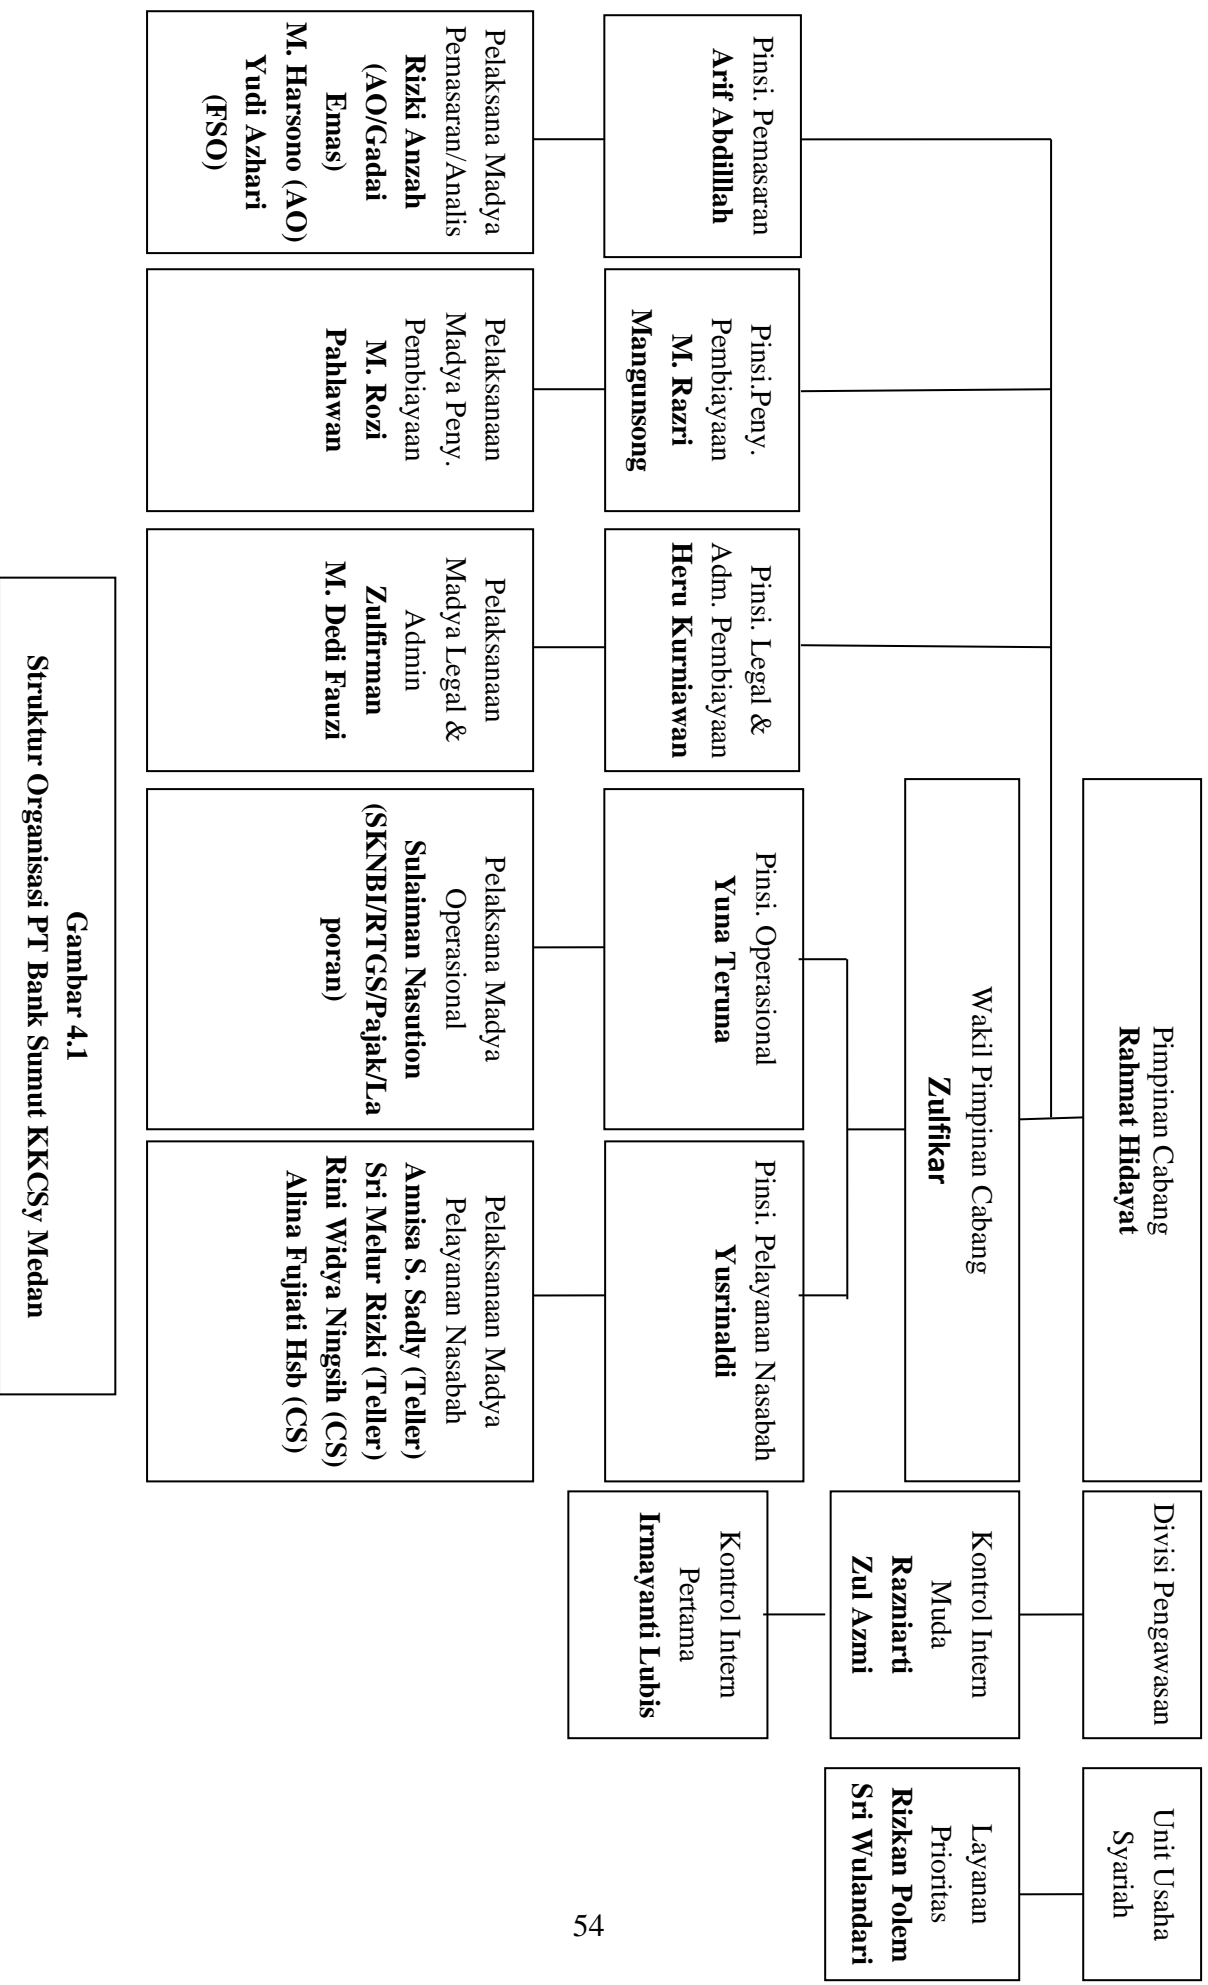 Pimpinan Cabang
Rahmat Hidayat
Divisi Pengawasan
Unit Usaha
Syariah
Wakil Pimpinan Cabang
Zulfikar
Kontrol Intern
Muda
Razniarti
Zul Azmi
Layanan
Prioritas
Rizkan Polem
Sri Wulandari
Pinsi. Pemasaran
Arif Abdilllah
Pinsi.Peny.
Pembiayaan
M. Razri
Mangunsong
Pinsi. Legal &
Adm. Pembiayaan
Heru Kurniawan
Pinsi. Operasional
Yuna Teruna
Pinsi. Pelayanan Nasabah
Yusrinaldi
Kontrol Intern
Pertama
Irmayanti Lubis
Pelaksana Madya
Pemasaran/Analis
Rizki Anzah
(AO/Gadai
Emas)
M. Harsono (AO)
Yudi Azhari
(FSO)
Pelaksanaan
Madya Peny.
Pembiayaan
M. Rozi
Pahlawan
Pelaksanaan
Madya Legal &
Admin
Zulfirman
M. Dedi Fauzi
Pelaksana Madya
Operasional
Sulaiman Nasution
(SKNBI/RTGS/Pajak/La
poran)
Pelaksanaan Madya
Pelayanan Nasabah
Annisa S. Sadly (Teller)
Sri Melur Rizki (Teller)
Rini Widya Ningsih (CS)
Alina Fujiati Hsb (CS)
Gambar 4.1
Struktur Organisasi PT Bank Sumut KKCSy Medan
54